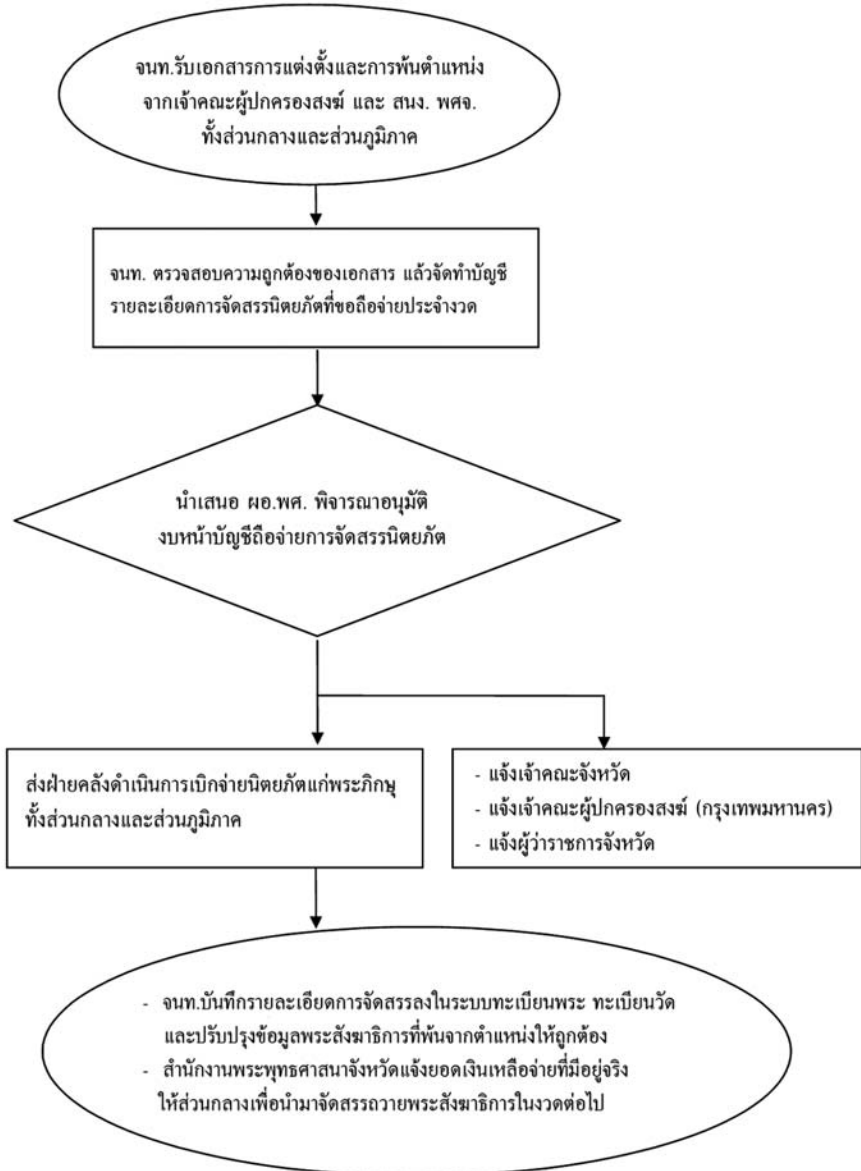 จนท.รับเอกสารการแต่งตั้งและการพ้นตำแหน่ง
จากเจ้าคณะผู้ปกครองสงฆ์ และ สนง. พศจ.
ทั้งส่วนกลางและส่วนภูมิภาค
จนท. ตรวจสอบความถูกต้องของเอกสาร แล้วจัดทำบัญชี
รายละเอียดการจัดสรรนิตยภัตที่ขอถือจ่ายประจำงวด
นำเสนอ ผอ.พศ. พิจารณาอนุมัติ
งบหน้าบัญชีถือจ่ายการจัดสรรนิตยภัต
ส่งฝ่ายคลังดำเนินการเบิกจ่ายนิตยภัตแก่พระภิกษุ
ทั้งส่วนกลางและส่วนภูมิภาค
- แจ้งเจ้าคณะจังหวัด
- แจ้งเจ้าคณะผู้ปกครองสงฆ์ (กรุงเทพมหานคร)
- แจ้งผู้ว่าราชการจังหวัด
- จนท.บันทึกรายละเอียดการจัดสรรลงในระบบทะเบียนพระ ทะเบียนวัด
และปรับปรุงข้อมูลพระสังฆาธิการที่พ้นจากตำแหน่งให้ถูกต้อง
- สำนักงานพระพุทธศาสนาจังหวัดแจ้งยอดเงินเหลือจ่ายที่มีอยู่จริง
ให้ส่วนกลางเพื่อนำมาจัดสรรถวายพระสังฆาธิการในงวดต่อไป